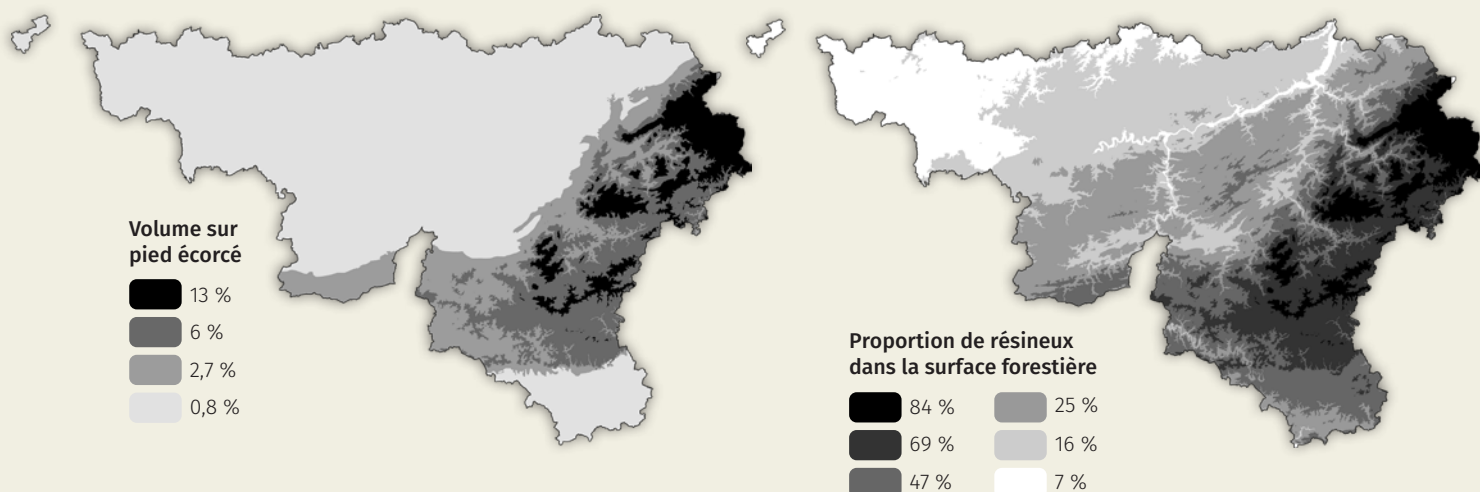 Volume sur
pied écorcé
13 %
6 %
2,7 %
0,8 %
Proportion de résineux
dans la surface forestière
84 %
69 %
47 %
25 %
16 %
7 %